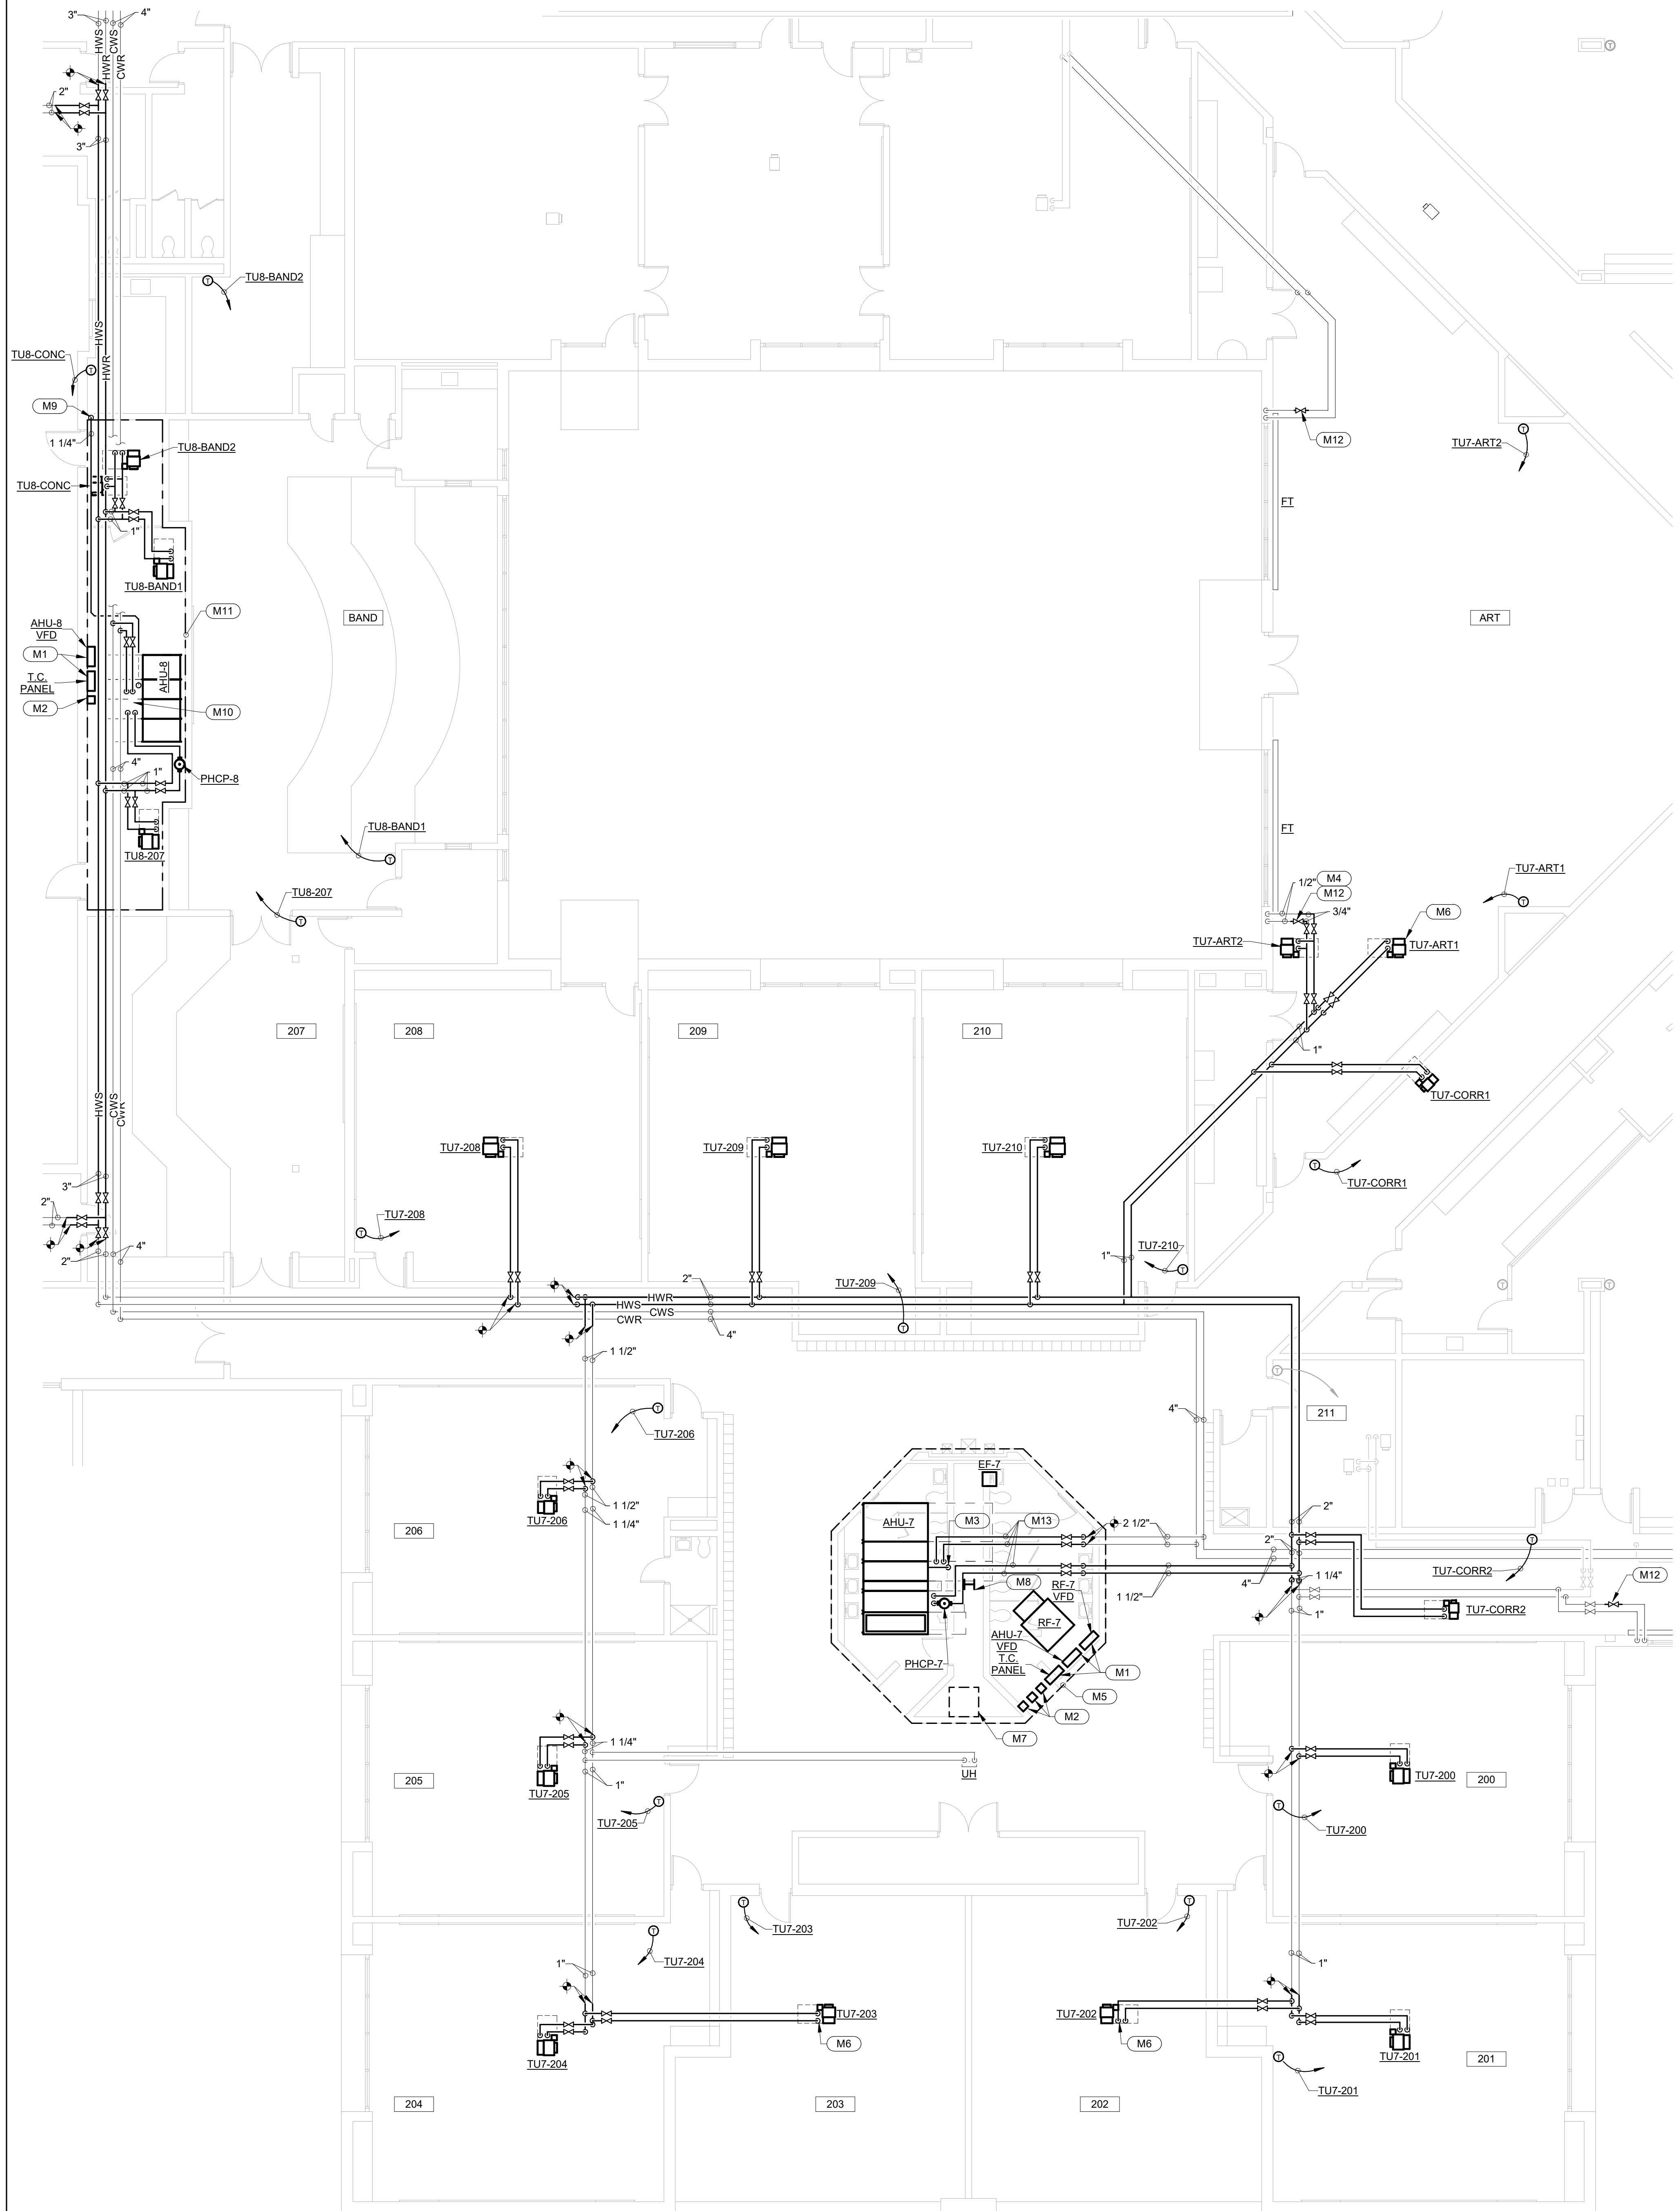 3"
4"
HWS
HWR
CWS
CWR
2"
3"
TU8-BAND2
HWS
HWR
TU8-CONC
M9
1 1/4"
TU8-BAND2
TU8-CONC
1"
TU8-BAND1
M11
BAND
AHU-8
VFD
M1
T.C.
PANEL
M2
AHU-8
M10
4"
1"
PHCP-8
TU8-207
TU8-BAND1
TU8-207
M12
TU7-ART2
FT
ART
FT
TU7-ART1
1/2"
M4
M12
3/4"
M6
TU7-ART2
TU7-ART1
207
208
209
210
1"
TU7-CORR1
HWS
CWS
CWR
TU7-208
TU7-209
TU7-210
TU7-CORR1
3"
2"
TU7-208
2"
4"
TU7-210
1"
TU7-209
2"
HWR
HWS
CWS
CWR
4"
1 1/2"
211
4"
TU7-206
EF-7
2"
1 1/2"
1 1/4"
TU7-206
206
AHU-7
M3
M13
2 1/2"
2"
TU7-CORR2
M12
4"
1 1/4"
M8
1 1/2"
RF-7
VFD
RF-7
1"
TU7-CORR2
AHU-7
VFD
T.C.
PANEL
PHCP-7
M1
M5
M2
M7
1 1/4"
UH
1"
205
TU7-205
TU7-205
TU7-200
200
TU7-200
TU7-203
TU7-202
TU7-204
1"
1"
TU7-203
TU7-202
M6
M6
TU7-204
TU7-201
201
TU7-201
204
203
202